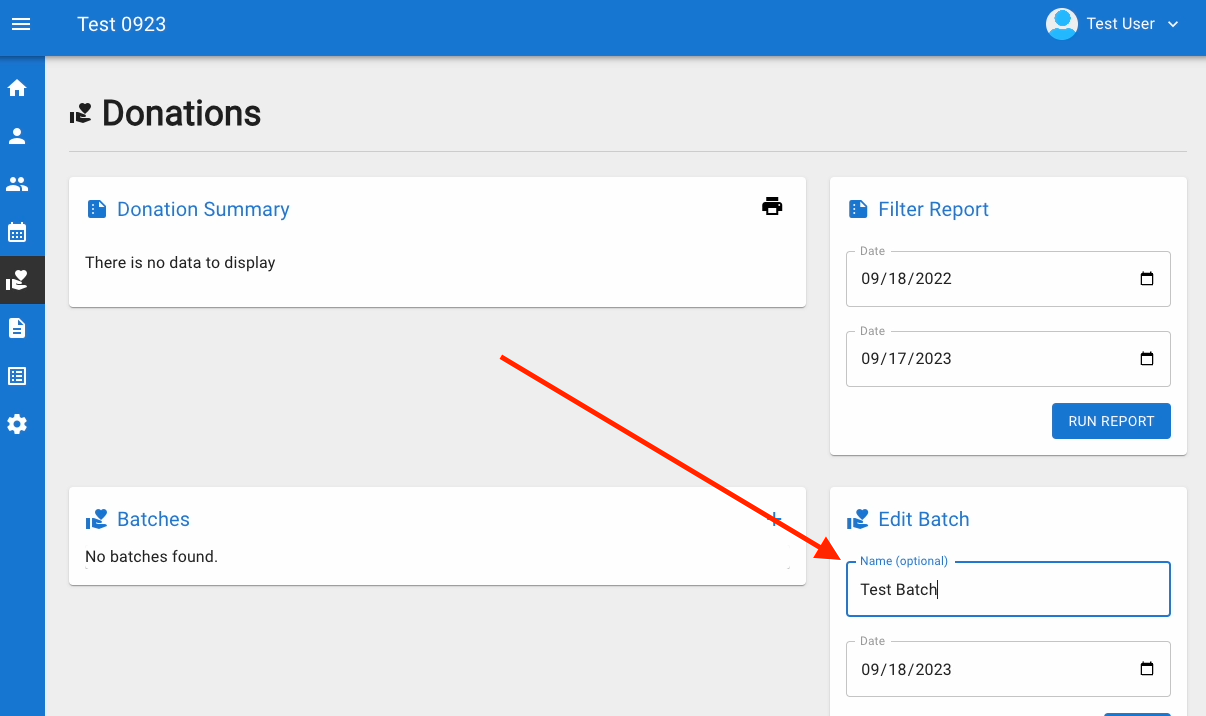 Test 0923
Test User
Donations
Donation Summary
There is no data to display
Filter Report
Date
09/18/2022
Date
09/17/2023
RUN REPORT
Batches
No batches found.
Edit Batch
Name (optional)
Test Batch
Date
09/18/2023